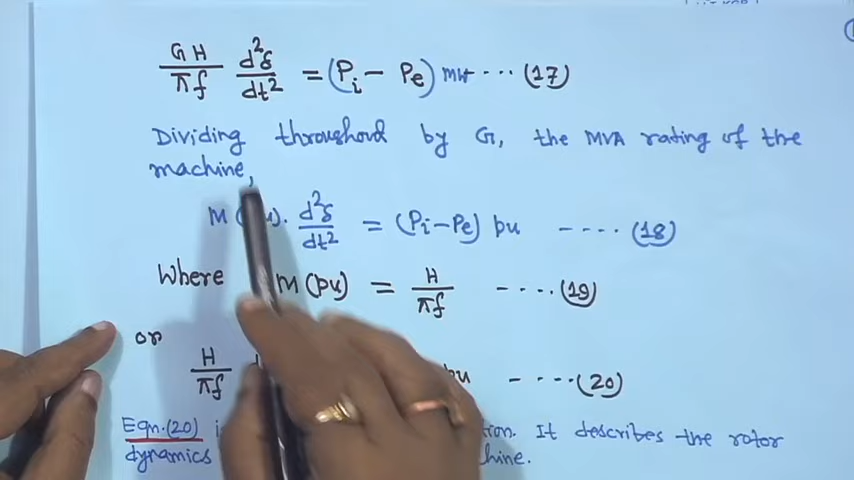 GH/πf d²δ/dt² = (Pi - Pe) MW ---- (17)
Dividing throughout by G, the MVA rating of the
machine,
M ( u). d²δ/dt² = (Pi-Pe) pu ----- (18)
Where M(pu) = H/πf ----- (19)
or
H/πf pu ----- (20)
Eqn.(20) It describes the rotor
dynamics